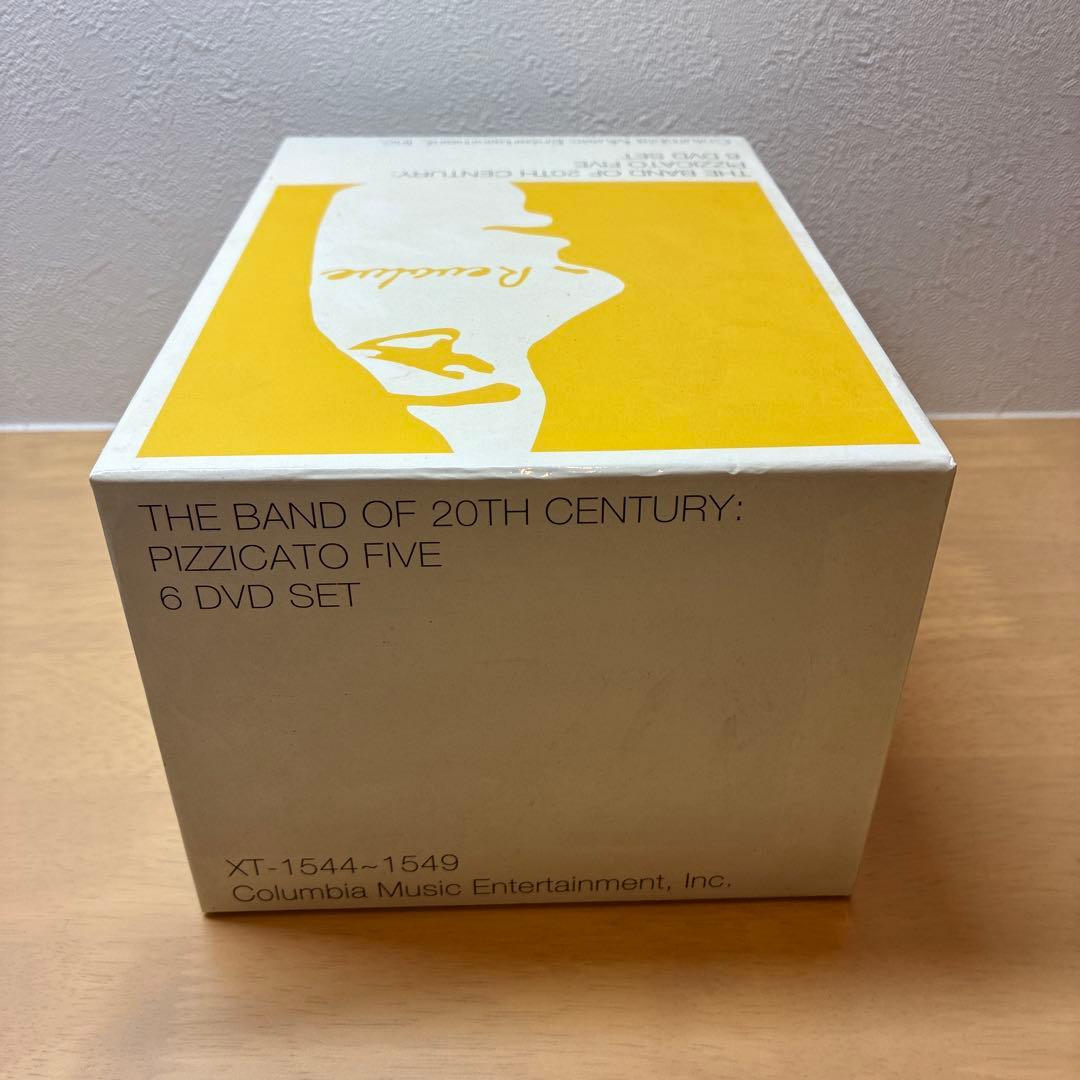 Columbia Music Entertainment, Inc.
6 DVD SET
PIZZICATO FIVE
THE BAND OF 20TH CENTURY:
Revolve
THE BAND OF 20TH CENTURY:
PIZZICATO FIVE
6 DVD SET
XT-1544~1549
Columbia Music Entertainment, Inc.